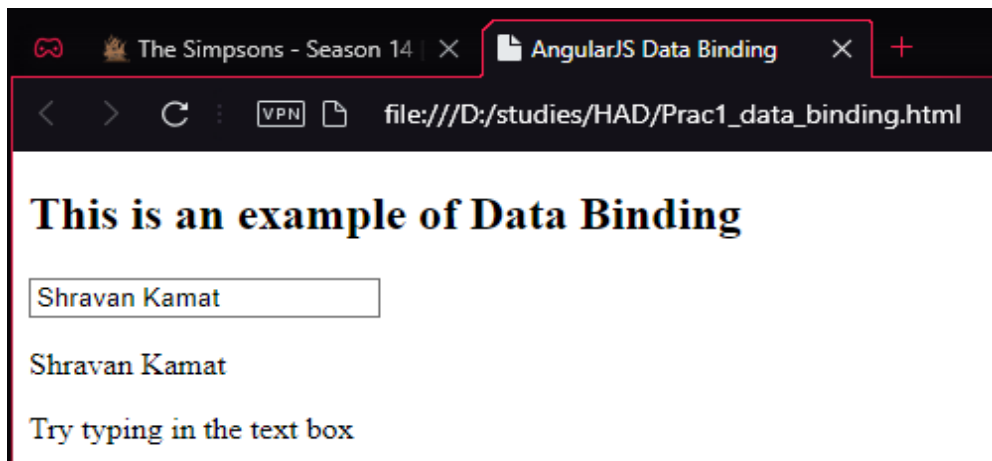 The Simpsons - Season 14 AngularJS Data Binding
VPN file:///D:/studies/HAD/Prac1_data_binding.html
This is an example of Data Binding
Shravan Kamat
Shravan Kamat
Try typing in the text box